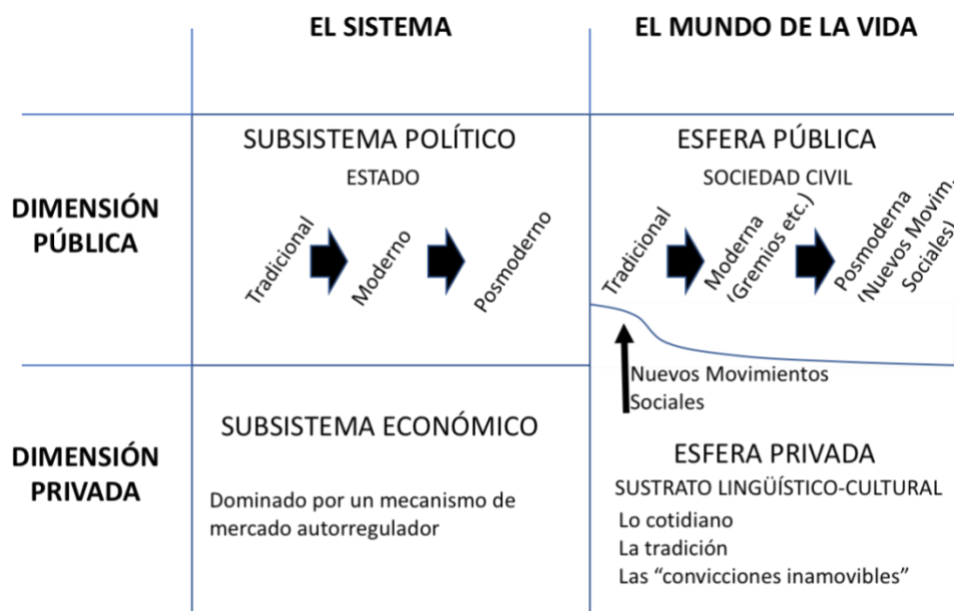 EL SISTEMA
EL MUNDO DE LA VIDA
DIMENSIÓN
PÚBLICA
SUBSISTEMA POLÍTICO
ESTADO
Tradicional
Moderno
Posmoderno
ESFERA PÚBLICA
SOCIEDAD CIVIL
Tradicional
Moderna
(Gremios etc.)
Posmoderna
(Nuevos Movim.
Sociales)
Nuevos Movimientos
Sociales
DIMENSIÓN
PRIVADA
SUBSISTEMA ECONÓMICO
Dominado por un mecanismo de
mercado autorregulador
ESFERA PRIVADA
SUSTRATO LINGÜÍSTICO-CULTURAL
Lo cotidiano
La tradición
Las “convicciones inamovibles”